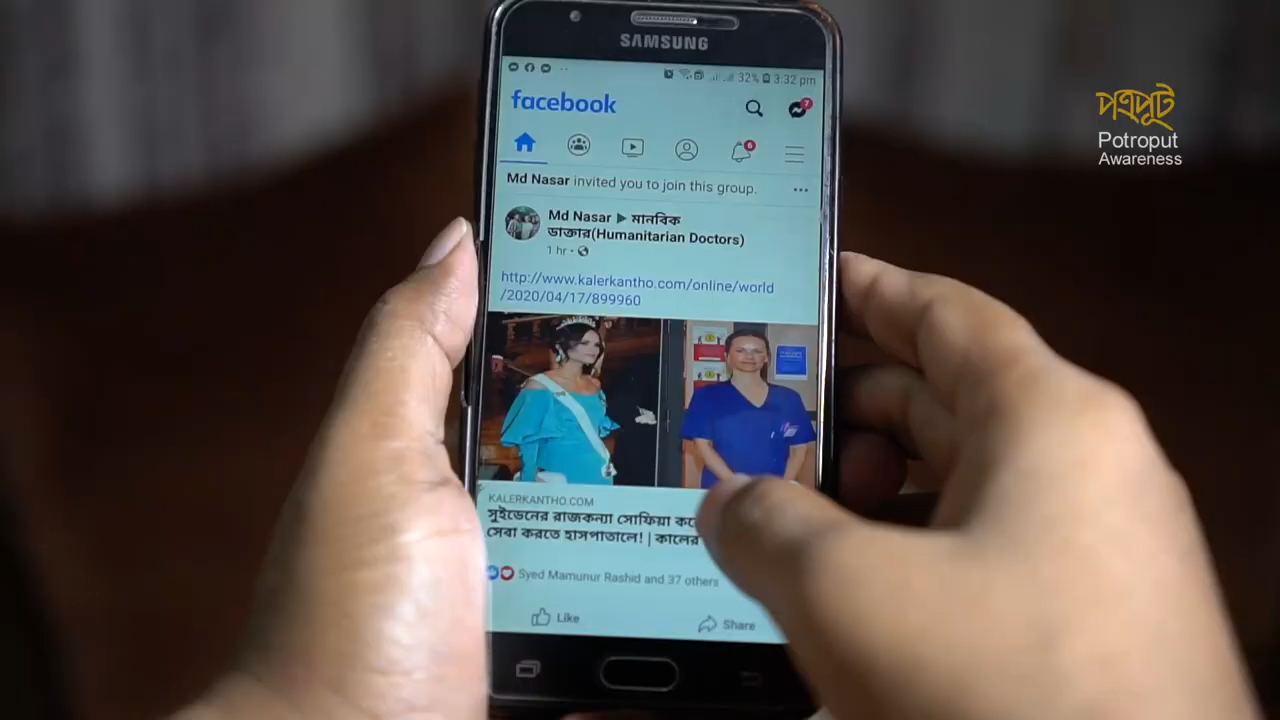 SAMSUNG
32% 3:32 pm
facebook
7
6
Md Nasar invited you to join this group.
Md Nasar ▶ মানবিক
ডাক্তার(Humanitarian Doctors)
1 hr
http://www.kalerkantho.com/online/world
/2020/04/17/899960
KALERKANTHO.COM
সুইডেনের রাজকন্যা সোফিয়া
সেবা করতে হাসপাতালে! | কালের
Syed Mamunur Rashid and 37 others
Like
Share
পত্রপুট
Potroput
Awareness